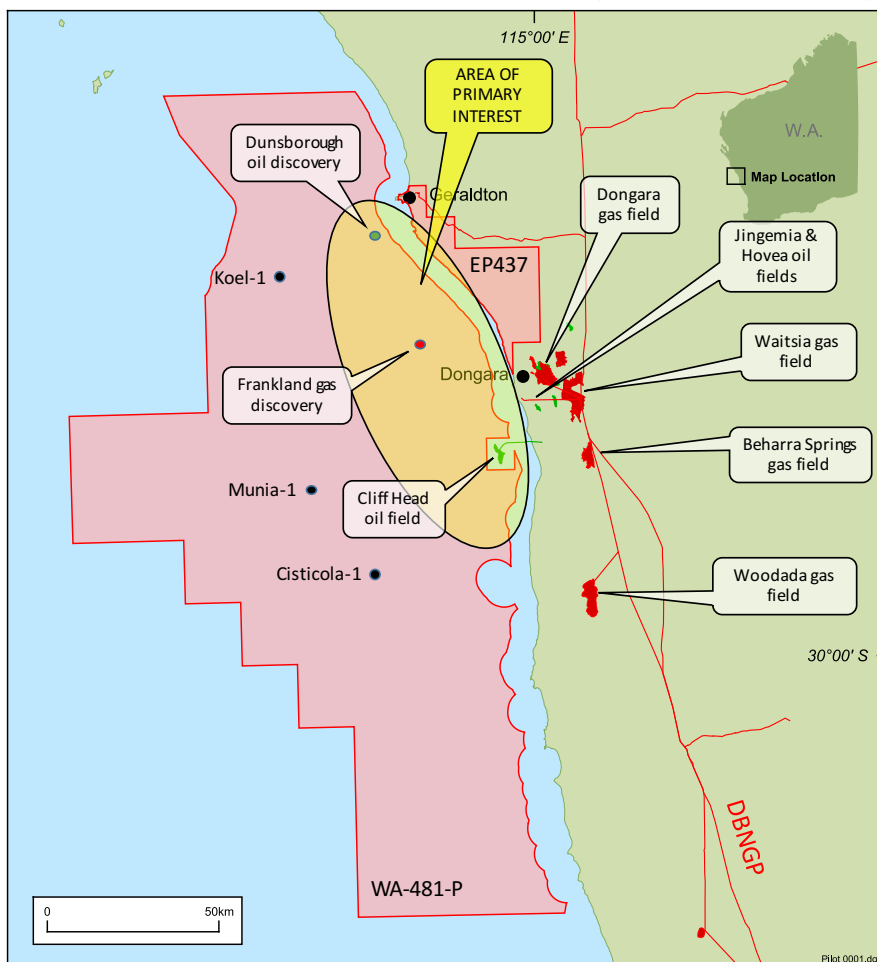 115°00' E
AREA OF
PRIMARY
INTEREST
Dunsborough
oil discovery
W.A.
Map Location
Geraldton
Dongara
gas field
Jingemia &
Hovea oil
fields
EP437
Koel-1
Waitsia gas
field
Dongara
Frankland gas
discovery
Beharra Springs
gas field
Munia-1
Cliff Head
oil field
Cisticola-1
Woodada gas
field
30°00' S
DBNGP
WA-481-P
0
50km